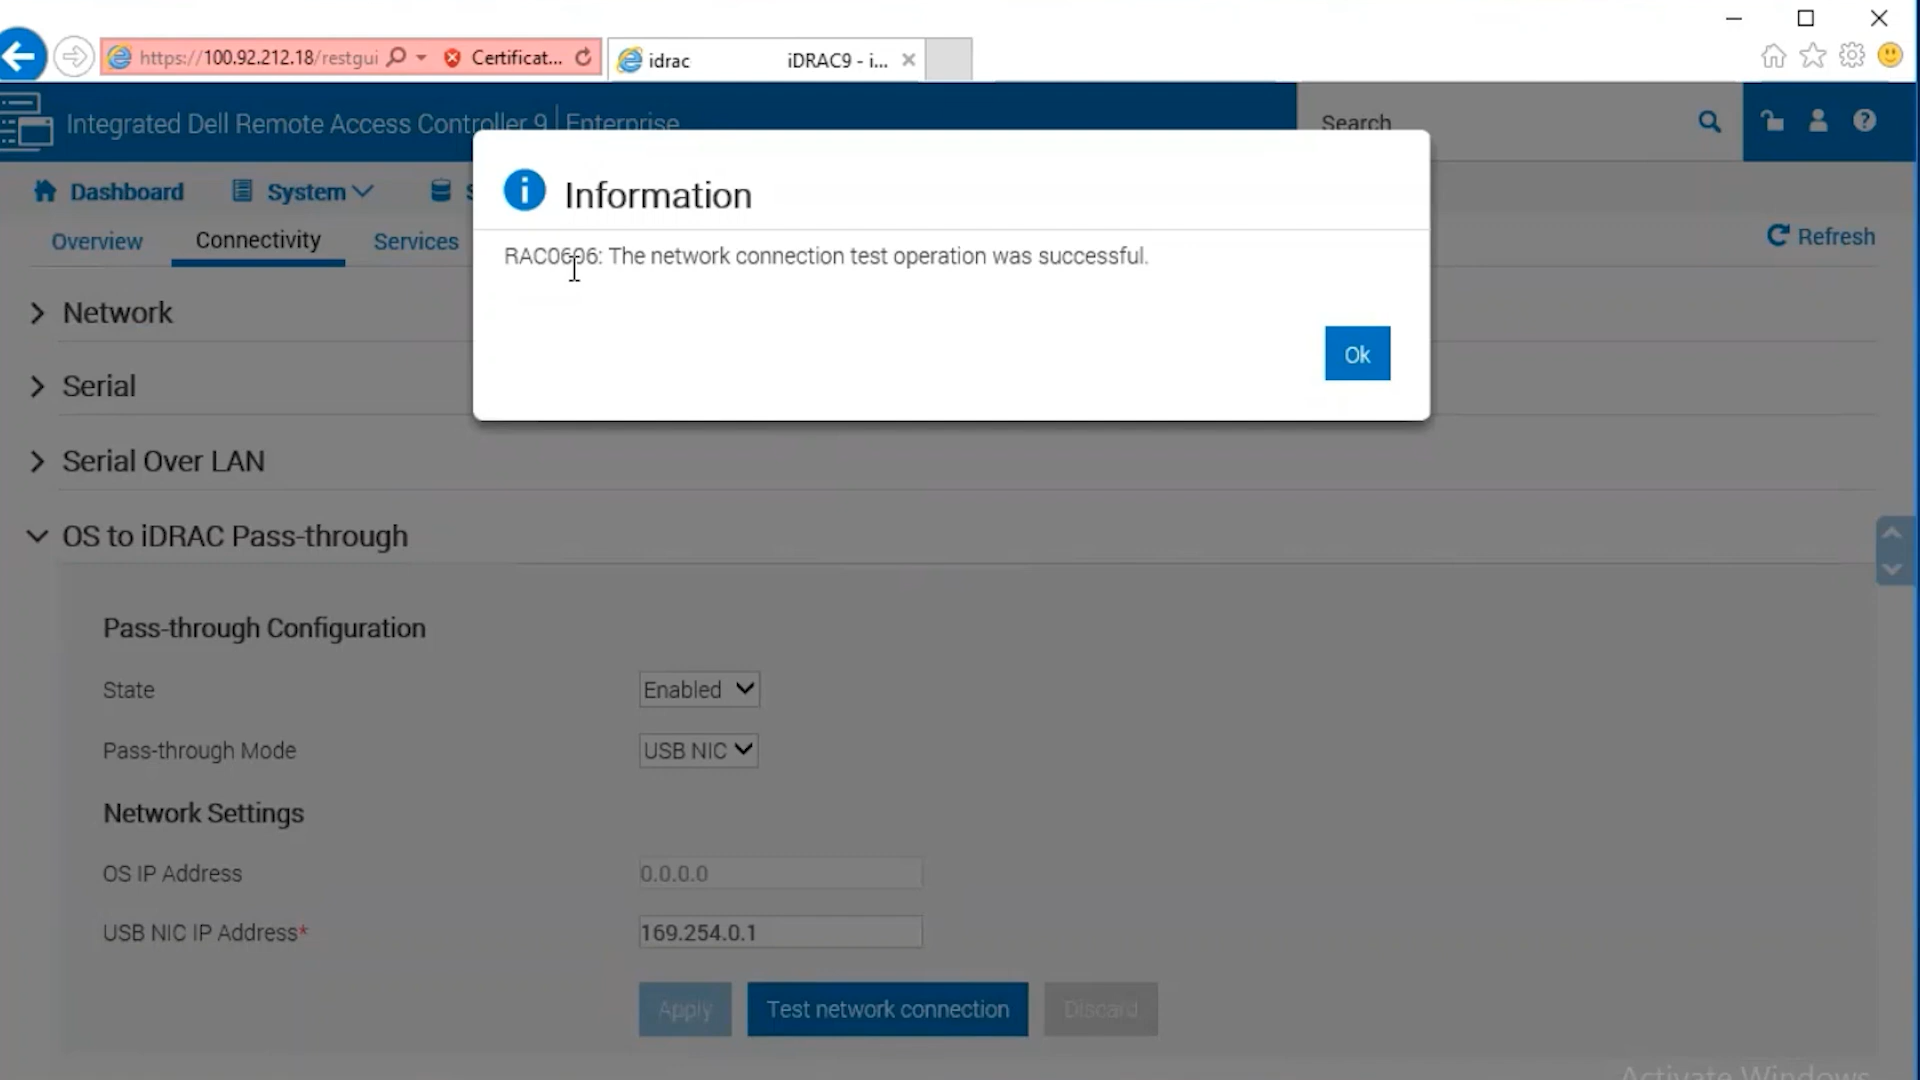 https://100.92.212.18/restgui
Certificat...
idrac
iDRAC9 - i...
Integrated Dell Remote Access Controller 9 | Enterprise
Search
Dashboard
System
Overview
Connectivity
Services
Refresh
Information
RAC0606: The network connection test operation was successful.
Ok
Network
Serial
Serial Over LAN
OS to iDRAC Pass-through
Pass-through Configuration
State
Enabled
Pass-through Mode
USB NIC
Network Settings
OS IP Address
0.0.0.0
USB NIC IP Address*
169.254.0.1
Apply
Test network connection
Discard
Activate Windows